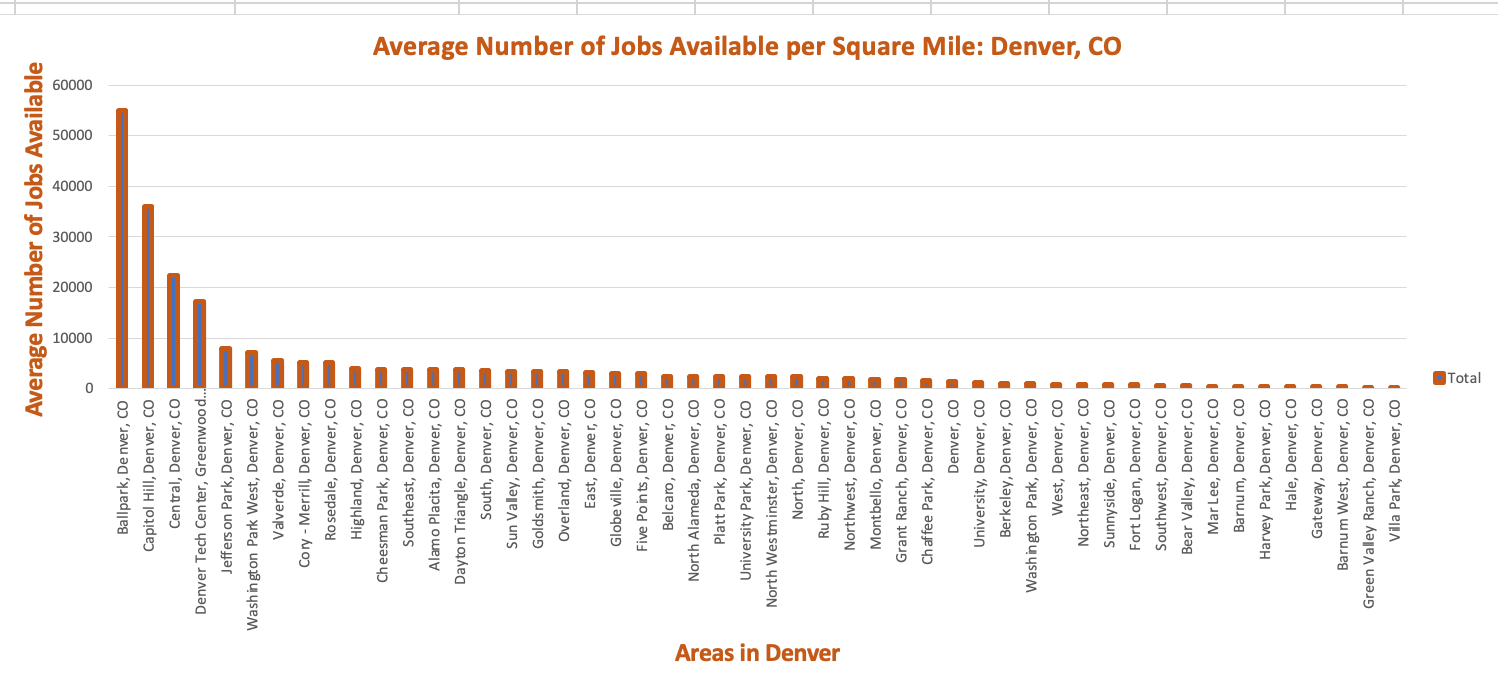 Average Number of Jobs Available per Square Mile: Denver, CO
Average Number of Jobs Available
60000
50000
40000
30000
20000
10000
0
Ballpark, Denver, CO
Capitol Hill, Denver, CO
Central, Denver, CO
Denver Tech Center, Greenwood...
Jefferson Park, Denver, CO
Washington Park West, Denver, CO
Valverde, Denver, CO
Cory - Merrill, Denver, CO
Rosedale, Denver, CO
Highland, Denver, CO
Cheesman Park, Denver, CO
Southeast, Denver, CO
Alamo Placita, Denver, CO
Dayton Triangle, Denver, CO
South, Denver, CO
Sun Valley, Denver, CO
Goldsmith, Denver, CO
Overland, Denver, CO
East, Denver, CO
Globeville, Denver, CO
Five Points, Denver, CO
Belcaro, Denver, CO
North Alameda, Denver, CO
Platt Park, Denver, CO
University Park, Denver, CO
North Westminster, Denver, CO
North, Denver, CO
Ruby Hill, Denver, CO
Northwest, Denver, CO
Montbello, Denver, CO
Grant Ranch, Denver, CO
Chaffee Park, Denver, CO
Denver, CO
University, Denver, CO
Berkeley, Denver, CO
Washington Park, Denver, CO
West, Denver, CO
Northeast, Denver, CO
Sunnyside, Denver, CO
Fort Logan, Denver, CO
Southwest, Denver, CO
Bear Valley, Denver, CO
Mar Lee, Denver, CO
Barnum, Denver, CO
Harvey Park, Denver, CO
Hale, Denver, CO
Gateway, Denver, CO
Barnum West, Denver, CO
Green Valley Ranch, Denver, CO
Villa Park, Denver, CO
Total
Areas in Denver